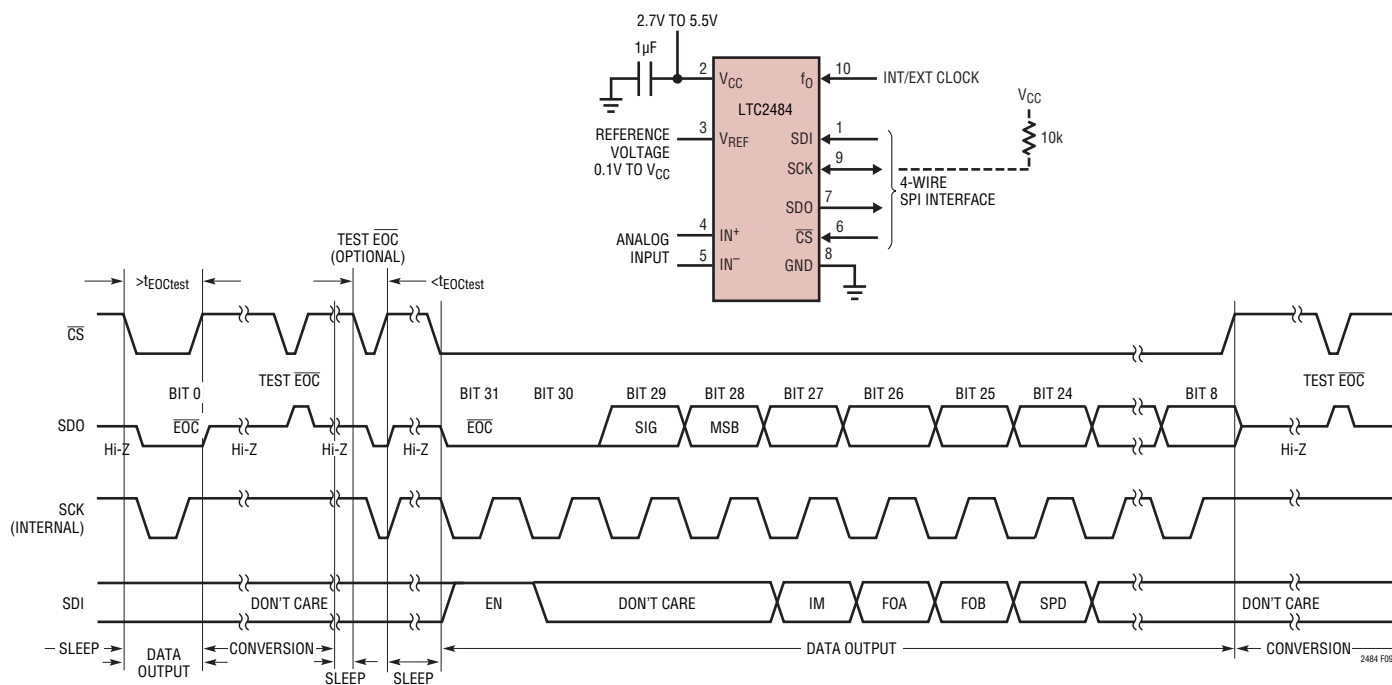 2.7V TO 5.5V
1µF
2
VCC
fO
10
INT/EXT CLOCK
LTC2484
VCC
10k
REFERENCE
VOLTAGE
0.1V TO VCC
3
VREF
SDI
1
SCK
9
4-WIRE
SPI INTERFACE
SDO
7
ANALOG
INPUT
4
IN+
5
IN−
CS
6
GND
8
TEST EOC
(OPTIONAL)
>tEOCtest
<tEOCtest
CS
BIT 0
TEST EOC
BIT 31
BIT 30
BIT 29
BIT 28
BIT 27
BIT 26
BIT 25
BIT 24
BIT 8
TEST EOC
SDO
EOC
EOC
SIG
MSB
Hi-Z
Hi-Z
Hi-Z
Hi-Z
Hi-Z
SCK
(INTERNAL)
SDI
DON'T CARE
EN
DON'T CARE
IM
FOA
FOB
SPD
DON'T CARE
SLEEP
DATA
OUTPUT
CONVERSION
SLEEP
SLEEP
DATA OUTPUT
CONVERSION
2484 F09